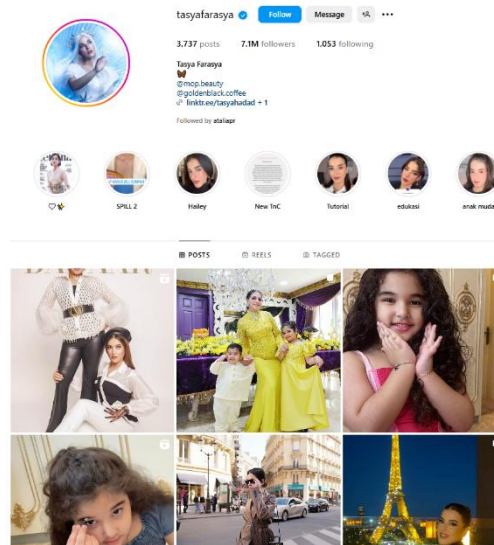 tasyafarasya Follow Message
3.737 posts 7.1M followers 1.053 following
Tasya Farasya
@mop.beauty
@goldenblack.coffee
linktr.ee/tasyahadad + 1
Followed by ataliapr
SPILL 2 Hailey New TnC Tutorial edukasi anak muda
POSTS REELS TAGGED